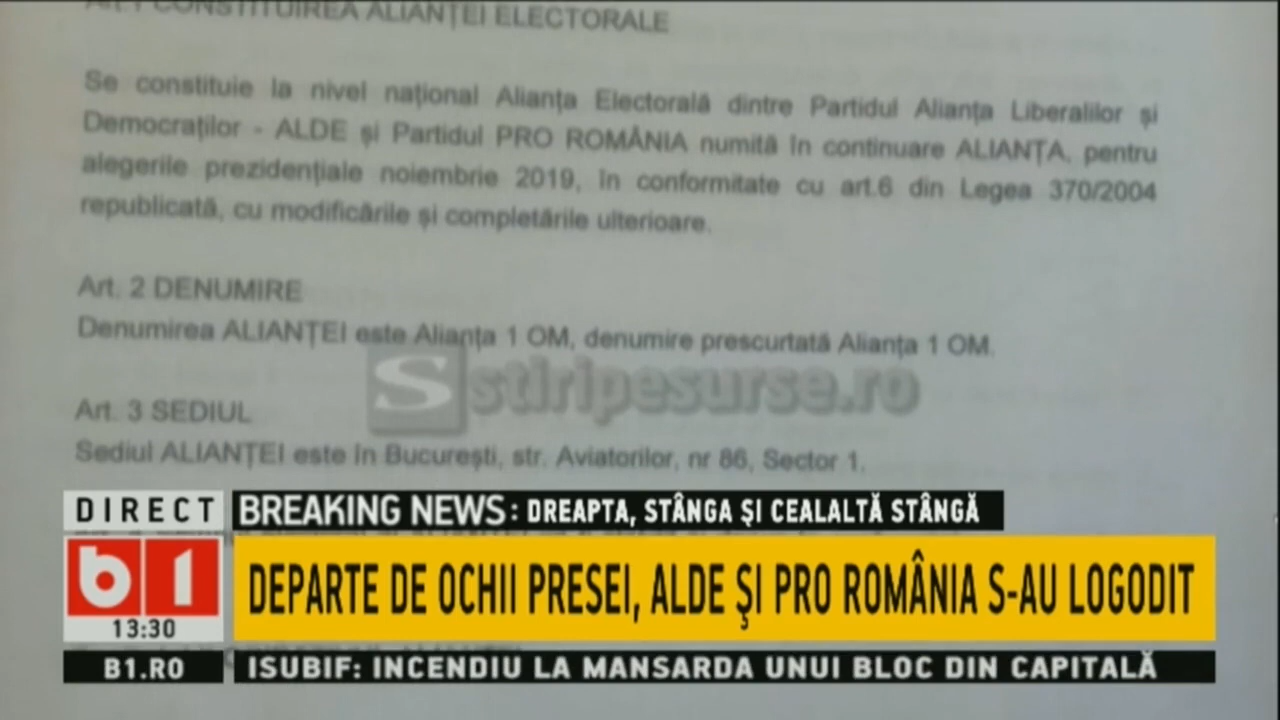 CONSTITUIREA ALIANȚEI ELECTORALE
Se constituie la nivel național Alianța Electorală dintre Partidul Alianța Liberalilor și
Democraților - ALDE și Partidul PRO ROMÂNIA numită în continuare ALIANȚA, pentru
alegerile prezidențiale noiembrie 2019, în conformitate cu art.6 din Legea 370/2004
republicată, cu modificările și completările ulterioare.
Art. 2 DENUMIRE
Denumirea ALIANȚEI este Alianța 1 OM, denumire prescurtată Alianța 1 OM.
Sstiripesurse.ro
Art. 3 SEDIUL
Sediul ALIANȚEI este în București, str. Aviatorilor, nr 86, Sector 1.
DIRECT
BREAKING NEWS: DREAPTA, STÂNGA ŞI CEALALTĂ STÂNGĂ
b1
DEPARTE DE OCHII PRESEI, ALDE ŞI PRO ROMÂNIA S-AU LOGODIT
13:30
B1.RO
ISUBIF: INCENDIU LA MANSARDA UNUI BLOC DIN CAPITALĂ